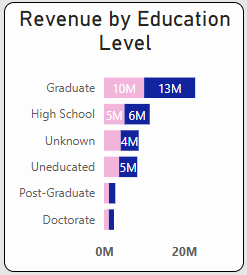 Revenue by Education
Level
Graduate 10M 13M
High School 5M 6M
Unknown 4M
Uneducated 5M
Post-Graduate
Doctorate
0M 20M